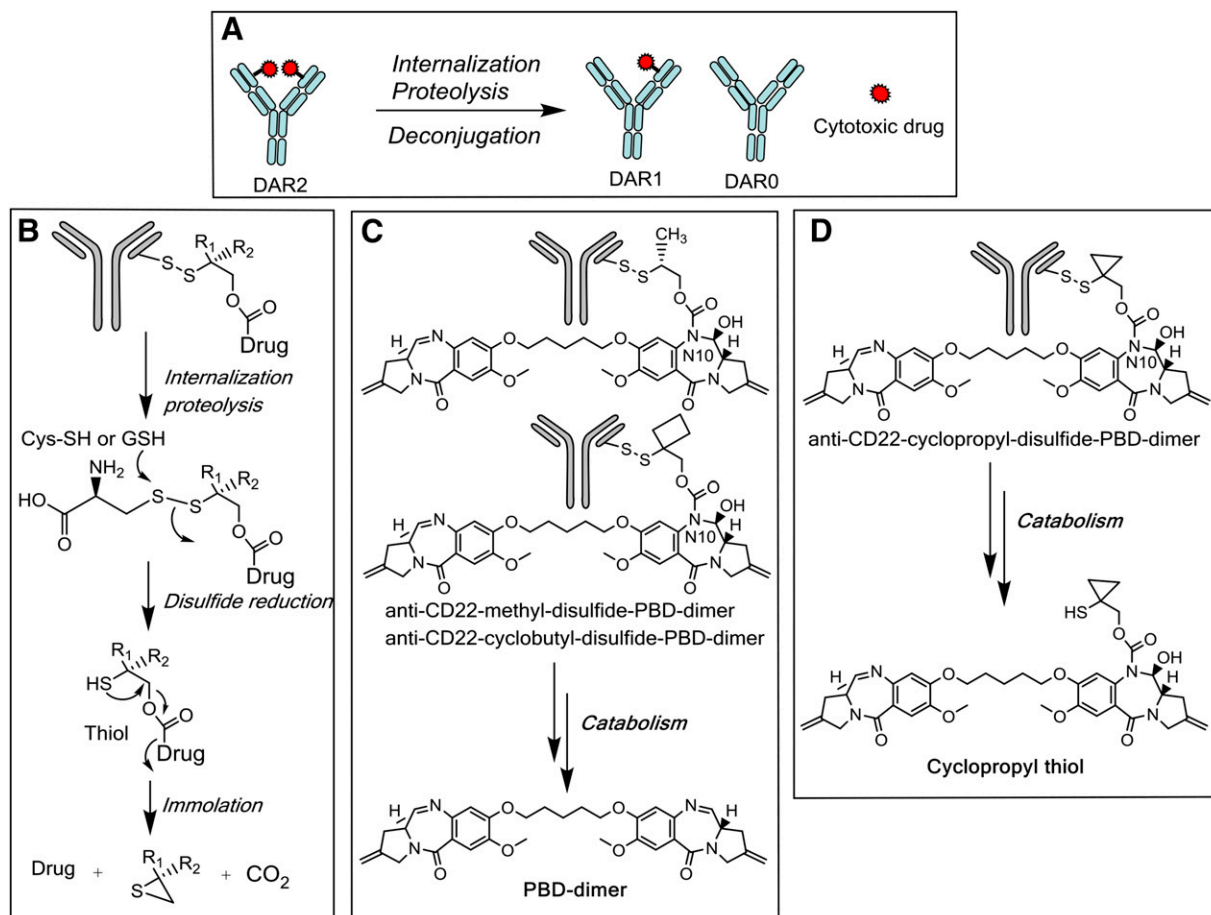 A
Internalization
Proteolysis
Deconjugation
DAR2
DAR1
DAR0
Cytotoxic drug
B
S
S
R1
R2
O
O
Drug
Internalization
proteolysis
Cys-SH or GSH
NH2
HO
O
S
S
R1
R2
O
O
Drug
Disulfide reduction
R1
R2
HS
O
O
Thiol
Drug
Immolation
Drug + S R1 R2 + CO2
C
CH3
S
S
O
O
H
N
N
OH
H
O
O
N10
N
O
O
N
O
O
S
S
O
O
H
N
N
OH
H
O
O
N10
N
O
O
N
O
O
anti-CD22-methyl-disulfide-PBD-dimer
anti-CD22-cyclobutyl-disulfide-PBD-dimer
Catabolism
H
N
O
O
N
H
N
O
O
N
O
O
PBD-dimer
D
S
S
O
O
H
N
N
OH
H
O
O
N10
N
O
O
N
O
O
anti-CD22-cyclopropyl-disulfide-PBD-dimer
Catabolism
HS
O
O
H
N
N
OH
H
O
O
N
O
O
N
O
O
Cyclopropyl thiol